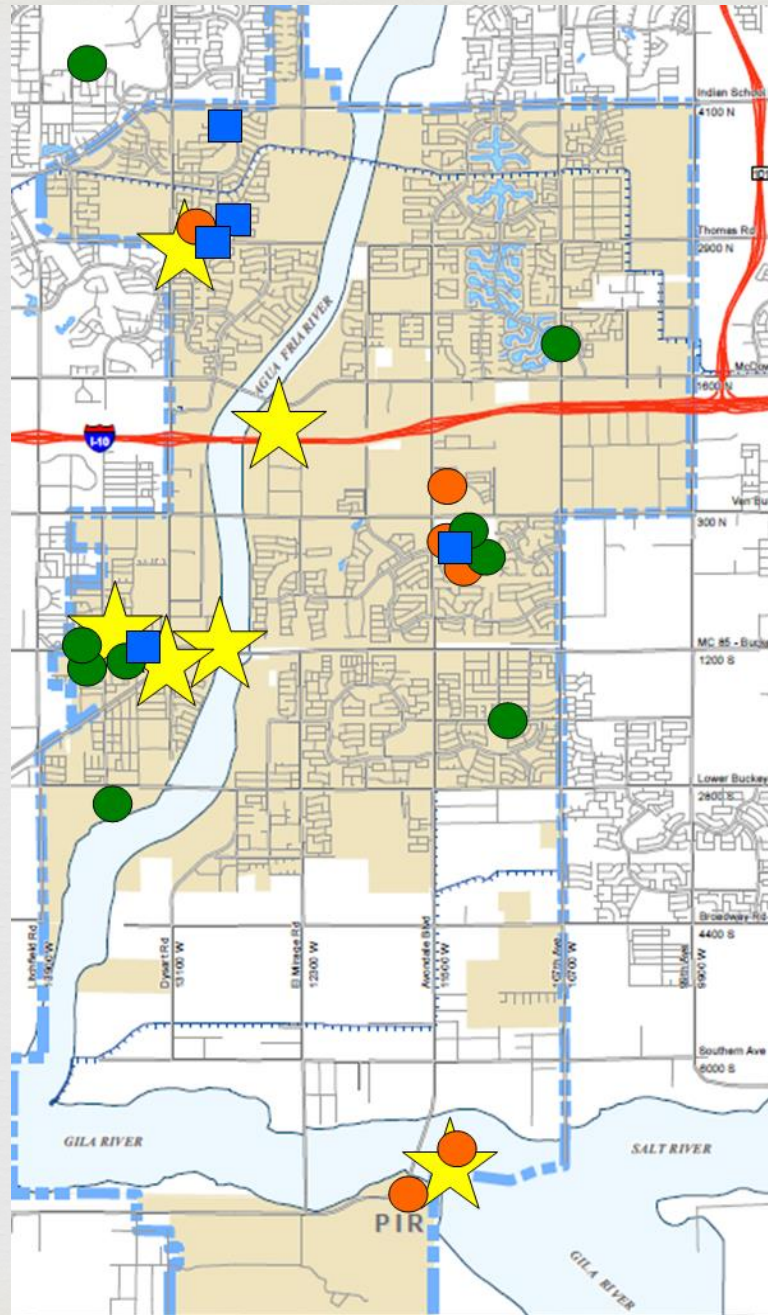 Indian School
4100 N
Thomas Rd
2900 N
AGUA FRIA RIVER
1600 N
I-10
Van Bu
300 N
MC 85 - Buc
1200 S
Lower Buckey
2800 S
Broadway Rd
4400 S
Litchfield Rd
13900 W
Dysart Rd
13100 W
El Mirage Rd
12300 W
Avondale Blvd
11500 W
107th Ave
10700 W
99th Ave
9900 W
Southern Ave
6000 S
GILA RIVER
SALT RIVER
PIR
GILA RIVER